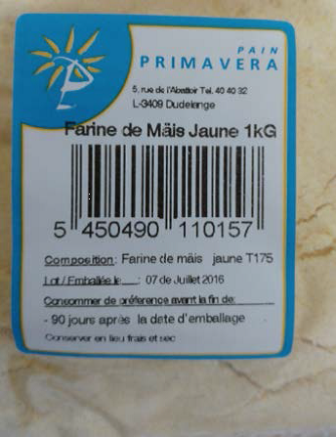 PAIN
PRIMAVERA
5, rue de l'Abattoir Tel. 40 40 32
L-3409 Dudelange
Farine de Mäis Jaune 1kG
5 450490 110157
Composition: Farine de mäis jaune T175
Lot / Emballée le : 07 de Juillet 2016
Consommer de préference avant la fin de:
- 90 jours après la date d'emballage
Conserver en lieu frais et sec